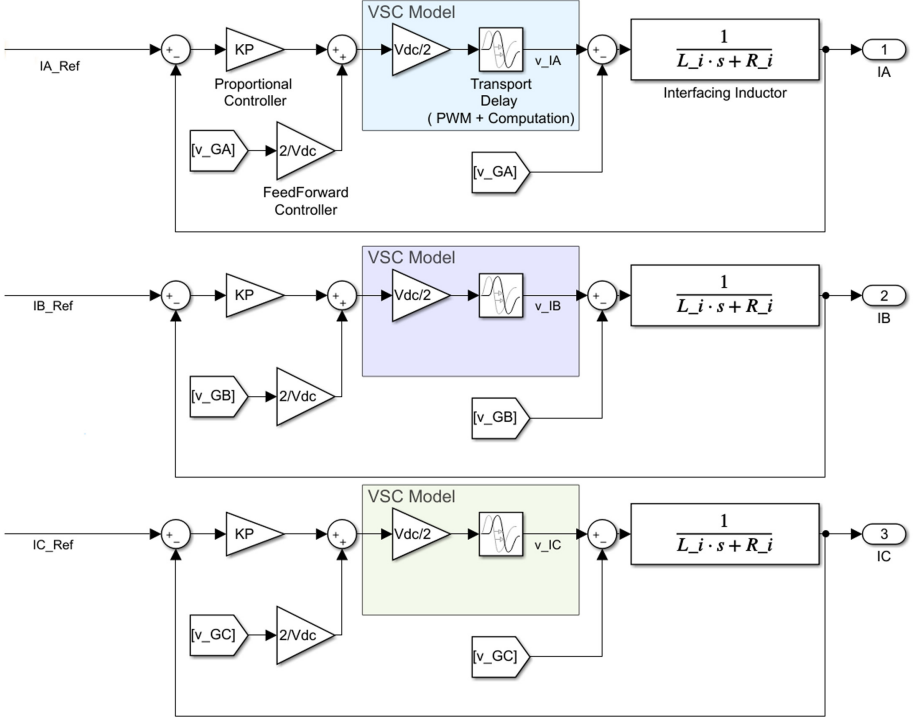 VSC Model
IA_Ref
+
−
KP
Proportional
Controller
+
+
Vdc/2
Transport
Delay
( PWM + Computation)
v_IA
+
−
1
L_i · s + R_i
Interfacing Inductor
1
IA
[v_GA]
2/Vdc
FeedForward
Controller
[v_GA]
VSC Model
IB_Ref
+
−
KP
+
+
Vdc/2
v_IB
+
−
1
L_i · s + R_i
2
IB
[v_GB]
2/Vdc
[v_GB]
VSC Model
IC_Ref
+
−
KP
+
+
Vdc/2
v_IC
+
−
1
L_i · s + R_i
3
IC
[v_GC]
2/Vdc
[v_GC]